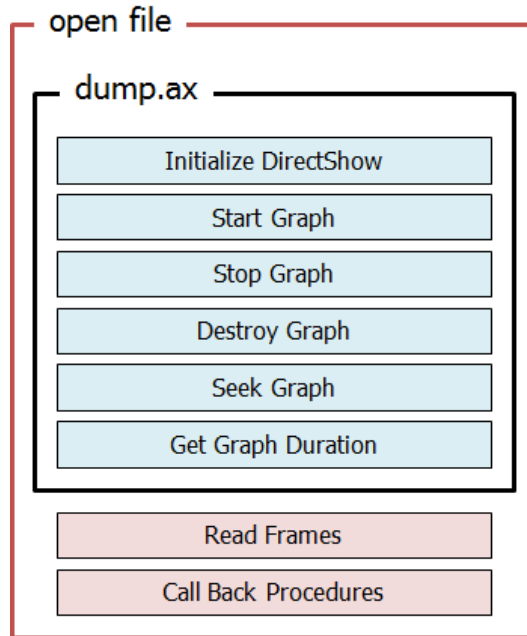 open file
dump.ax
Initialize DirectShow
Start Graph
Stop Graph
Destroy Graph
Seek Graph
Get Graph Duration
Read Frames
Call Back Procedures